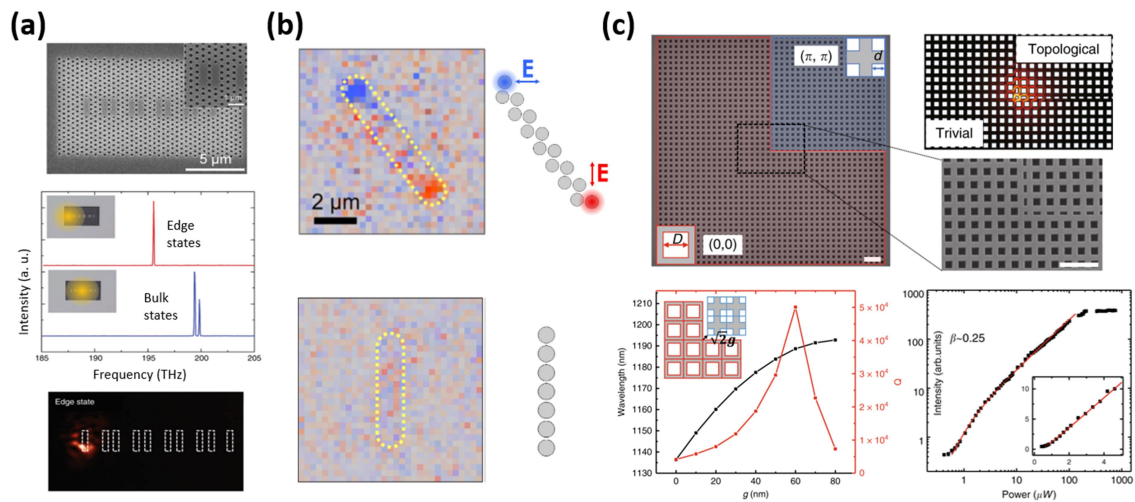 (a)
5 μm
Intensity (a. u.)
Edge
states
Bulk
states
185
190
195
200
205
Frequency (THz)
Edge state
(b)
2 μm
E
E
(c)
(π, π)
d
D
(0,0)
Topological
Trivial
Wavelength (nm)
1210
1200
1190
1180
1170
1160
1150
1140
1130
√2g
5 x 10⁴
4 x 10⁴
3 x 10⁴
2 x 10⁴
1 x 10⁴
0
Q
0
20
40
60
80
g (nm)
Intensity (arb.units)
1000
100
10
1
β~0.25
10
5
0
0
2
4
1
10
100
1000
Power (μW)